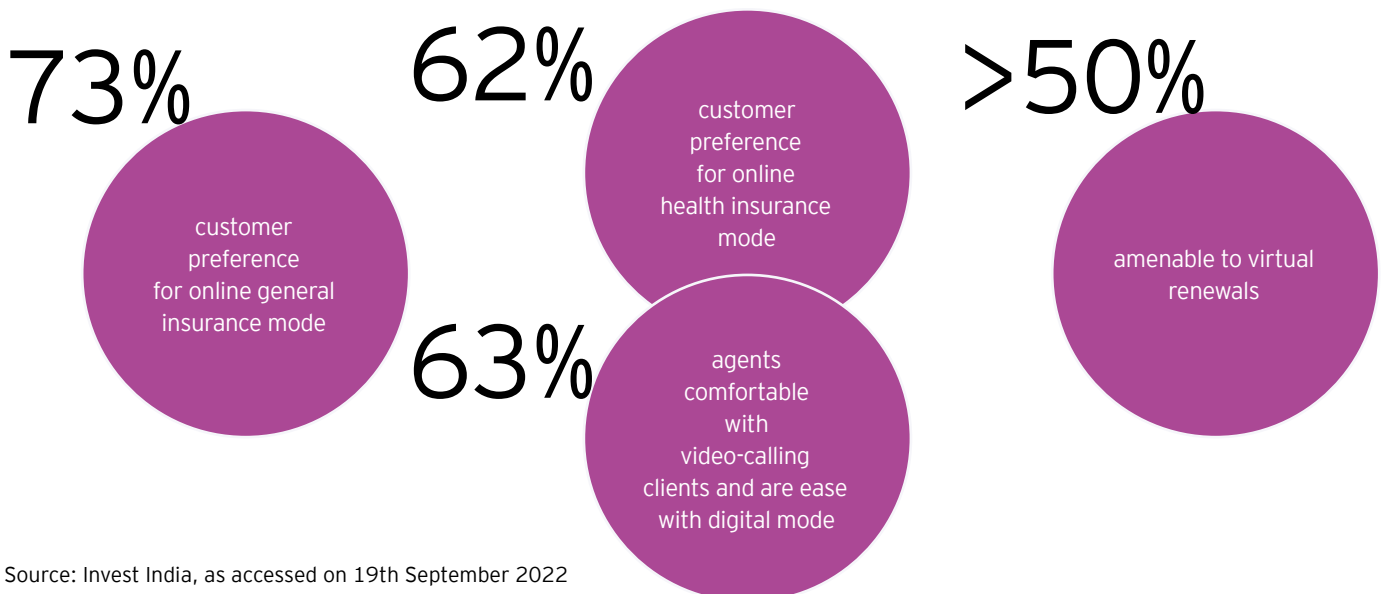 73%
customer
preference
for online general
insurance mode
62%
customer
preference
for online
health insurance
mode
63%
agents
comfortable
with
video-calling
clients and are ease
with digital mode
>50%
amenable to virtual
renewals
Source: Invest India, as accessed on 19th September 2022